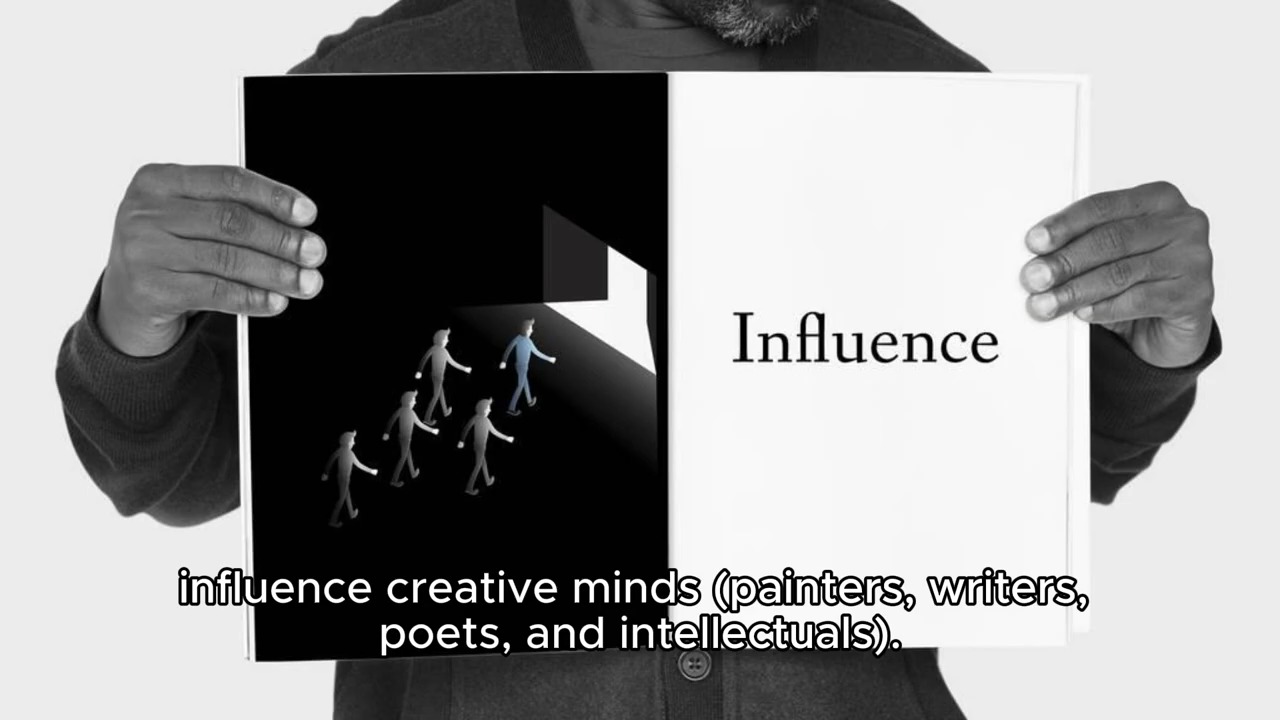 Influence
influence creative minds (painters, writers,
poets, and intellectuals).